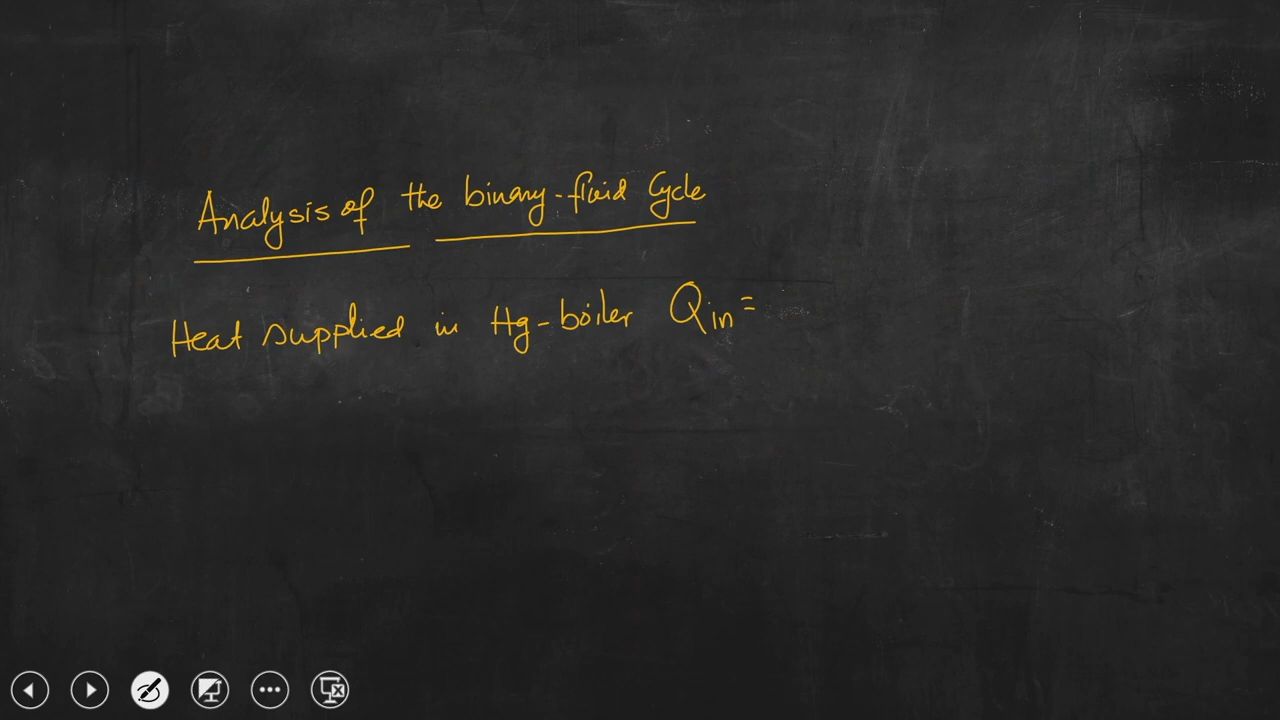 Analysis of the binary-fluid Cycle
Heat supplied in Hg-boiler Qin =